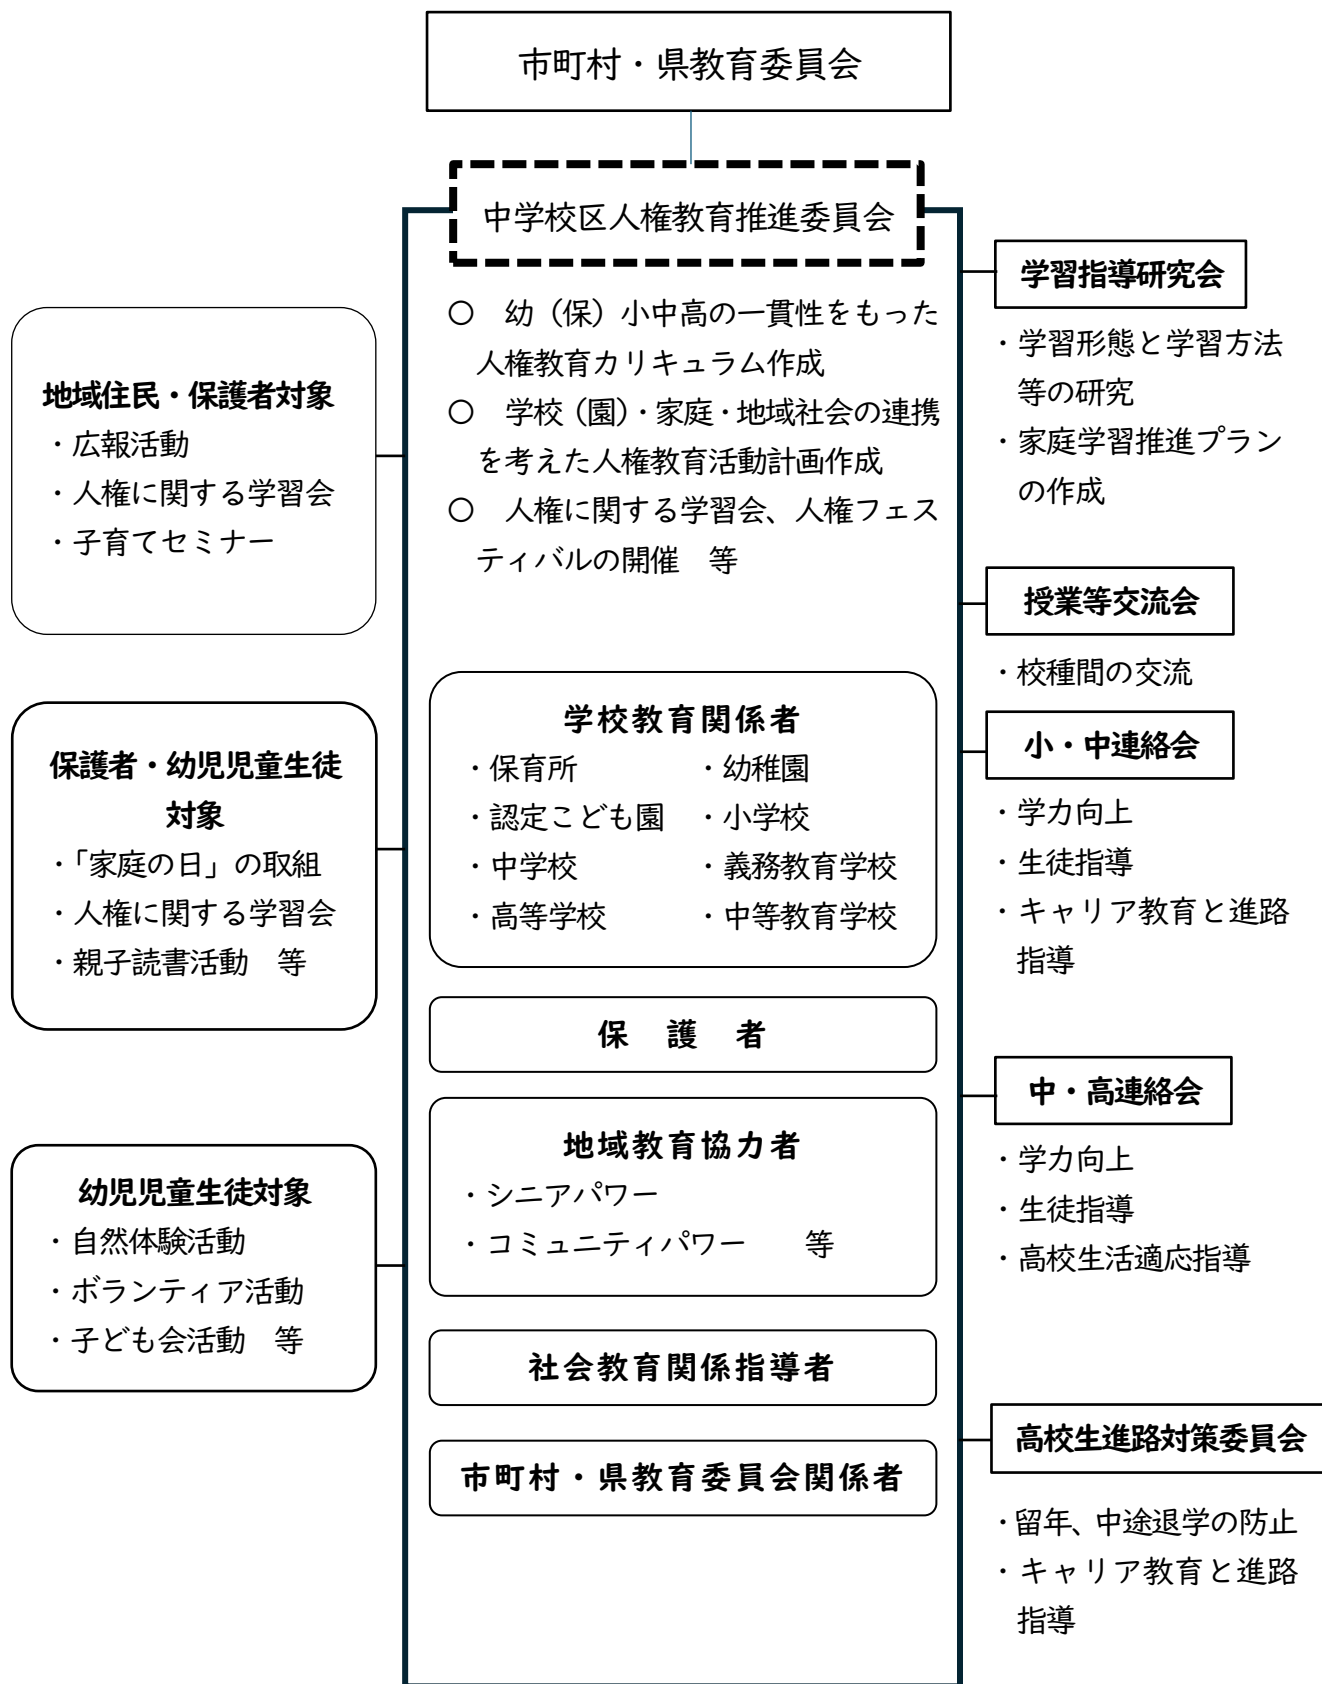 市町村・県教育委員会
中学校区人権教育推進委員会
○　幼（保）小中高の一貫性をもった
人権教育カリキュラム作成
○　学校（園）・家庭・地域社会の連携
を考えた人権教育活動計画作成
○　人権に関する学習会、人権フェス
ティバルの開催　等
地域住民・保護者対象
・広報活動
・人権に関する学習会
・子育てセミナー
保護者・幼児児童生徒
対象
・「家庭の日」の取組
・人権に関する学習会
・親子読書活動　等
幼児児童生徒対象
・自然体験活動
・ボランティア活動
・子ども会活動　等
学校教育関係者
・保育所　・幼稚園
・認定こども園　・小学校
・中学校　・義務教育学校
・高等学校　・中等教育学校
保　護　者
地域教育協力者
・シニアパワー
・コミュニティパワー　　等
社会教育関係指導者
市町村・県教育委員会関係者
学習指導研究会
・学習形態と学習方法
等の研究
・家庭学習推進プラン
の作成
授業等交流会
・校種間の交流
小・中連絡会
・学力向上
・生徒指導
・キャリア教育と進路
指導
中・高連絡会
・学力向上
・生徒指導
・高校生活適応指導
高校生進路対策委員会
・留年、中途退学の防止
・キャリア教育と進路
指導